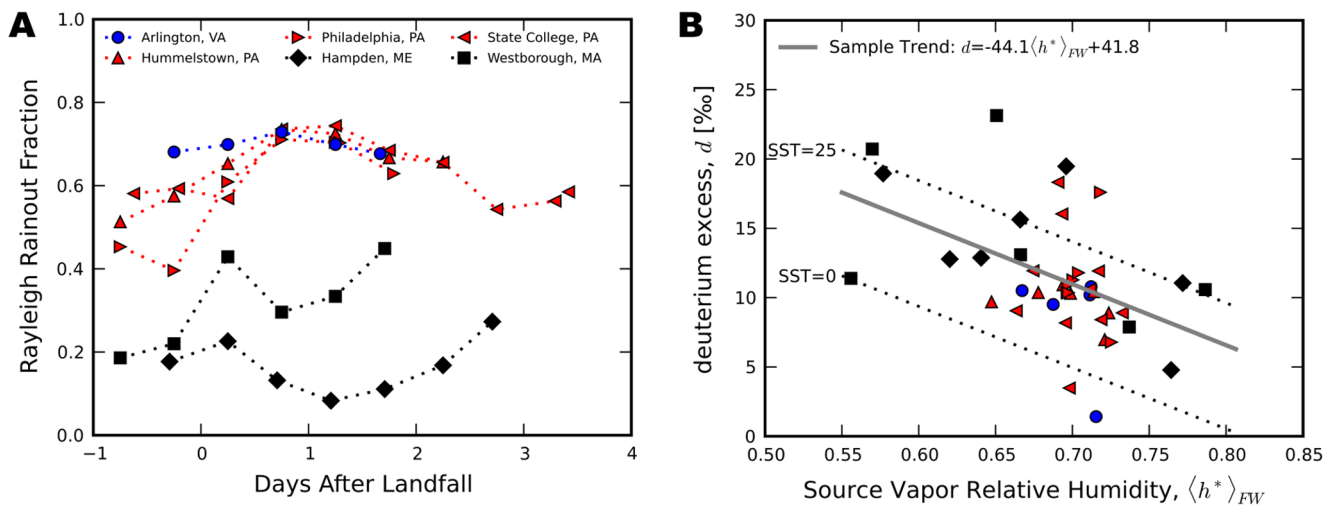 A
Arlington, VA
Hummelstown, PA
Philadelphia, PA
Hampden, ME
State College, PA
Westborough, MA
Rayleigh Rainout Fraction
1.0
0.8
0.6
0.4
0.2
0.0
−1 0 1 2 3 4
Days After Landfall
B
Sample Trend: d=-44.1⟨h*⟩FW+41.8
deuterium excess, d [‰]
30
25
20
15
10
5
0
SST=25
SST=0
0.50 0.55 0.60 0.65 0.70 0.75 0.80 0.85
Source Vapor Relative Humidity, ⟨h*⟩FW